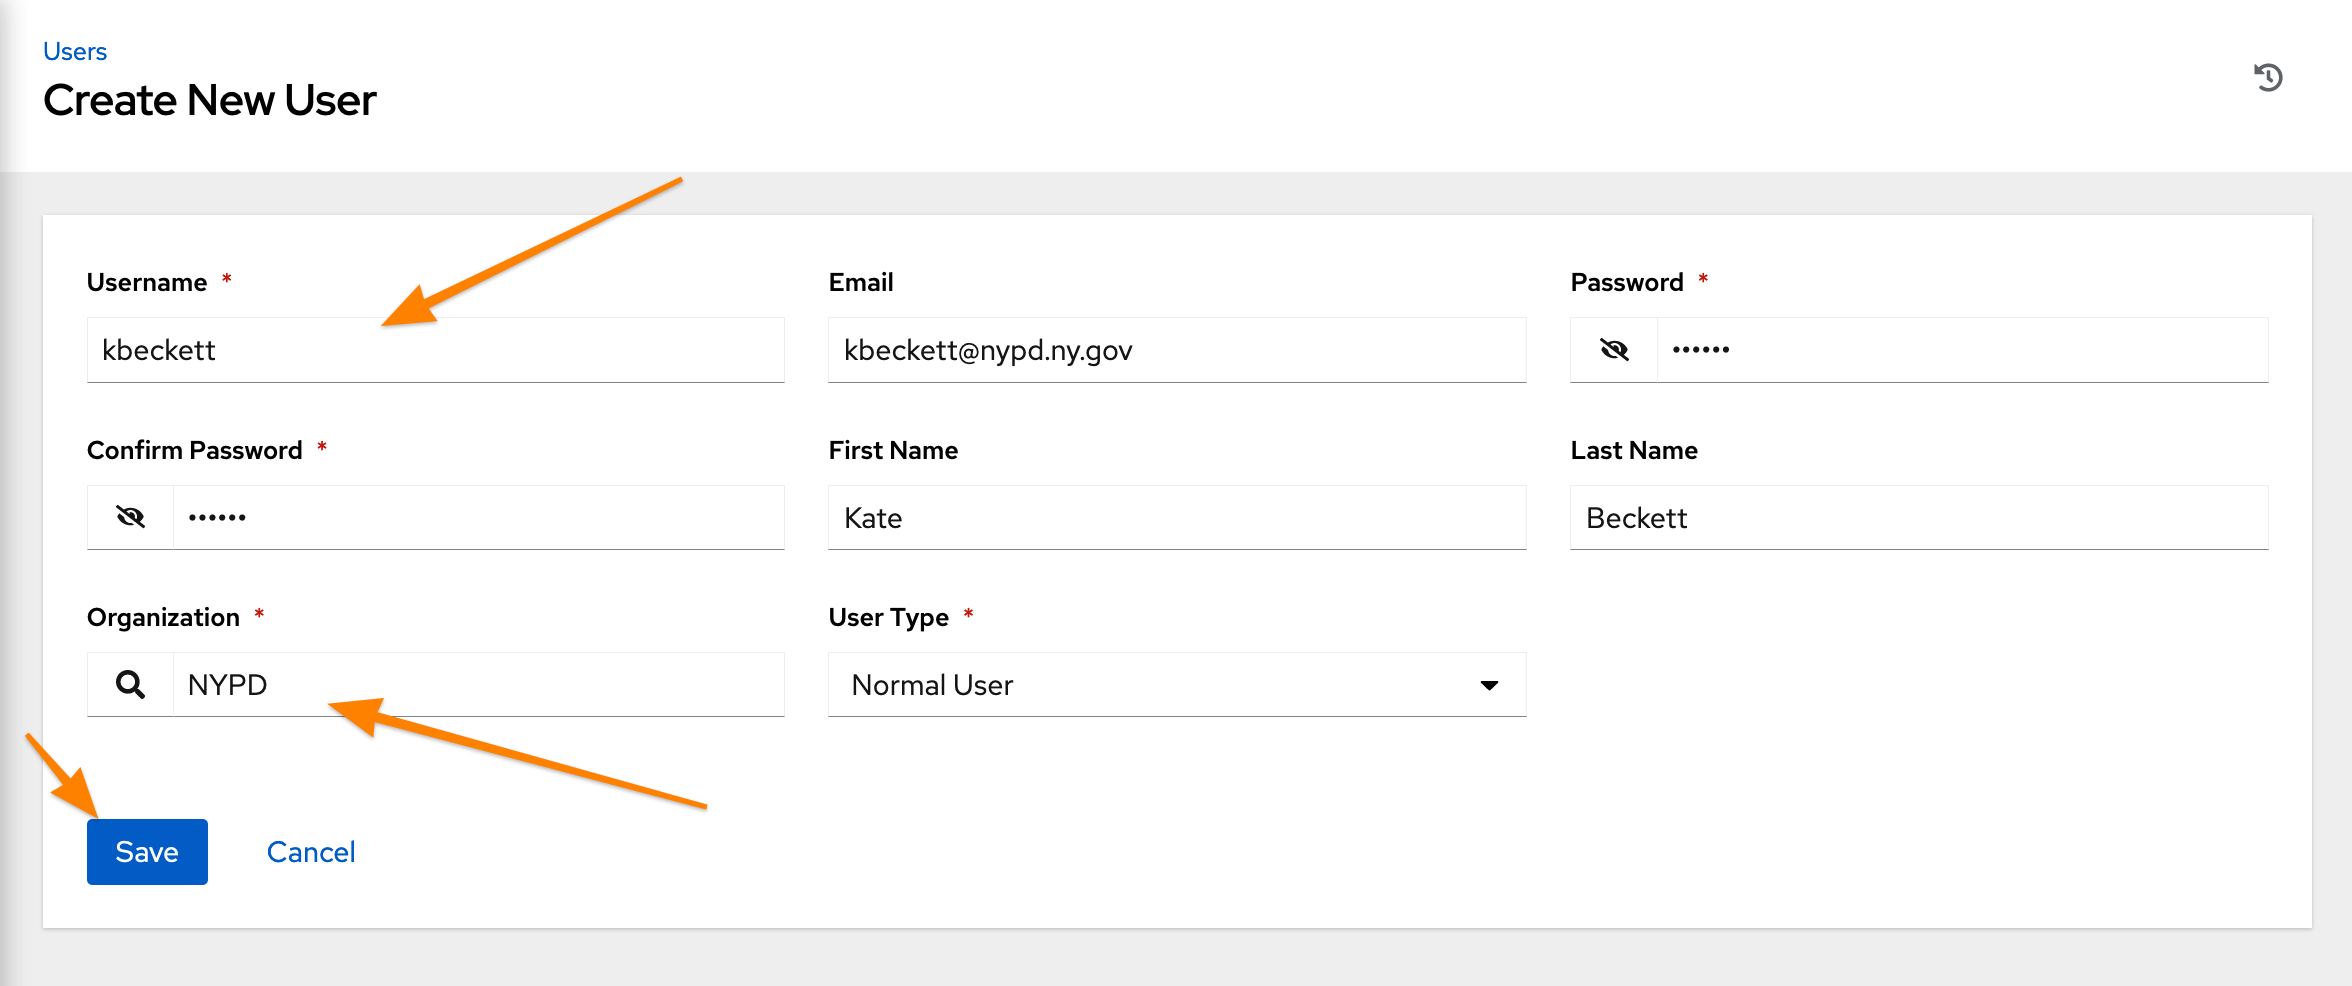 Users
Create New User
Username *
Email
Password *
kbeckett
kbeckett@nypd.ny.gov
••••••
Confirm Password *
First Name
Last Name
••••••
Kate
Beckett
Organization *
User Type *
NYPD
Normal User
Save
Cancel